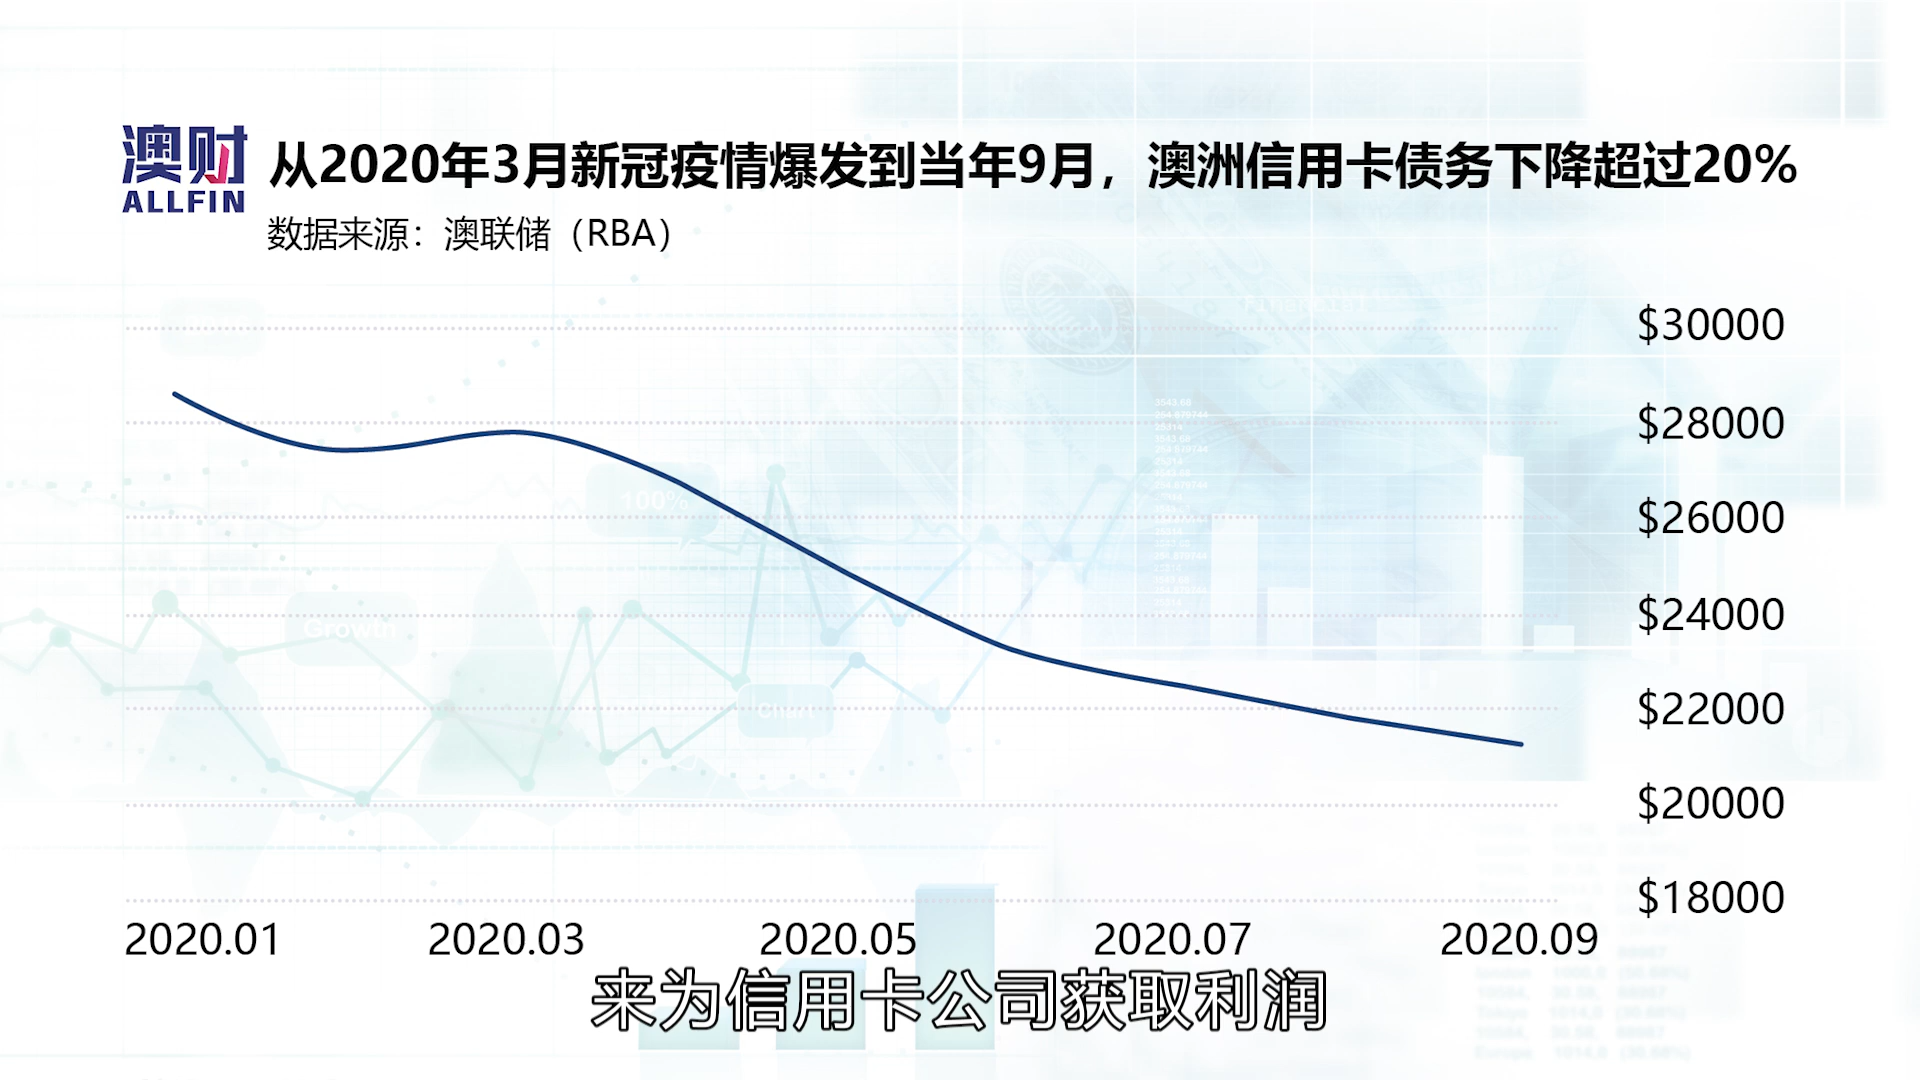 澳财
ALLFIN
从2020年3月新冠疫情爆发到当年9月，澳洲信用卡债务下降超过20%
数据来源：澳联储（RBA）
$30000
$28000
$26000
$24000
$22000
$20000
$18000
100%
Growth
Chart
2020.01 2020.03 2020.05 2020.07 2020.09
来为信用卡公司获取利润